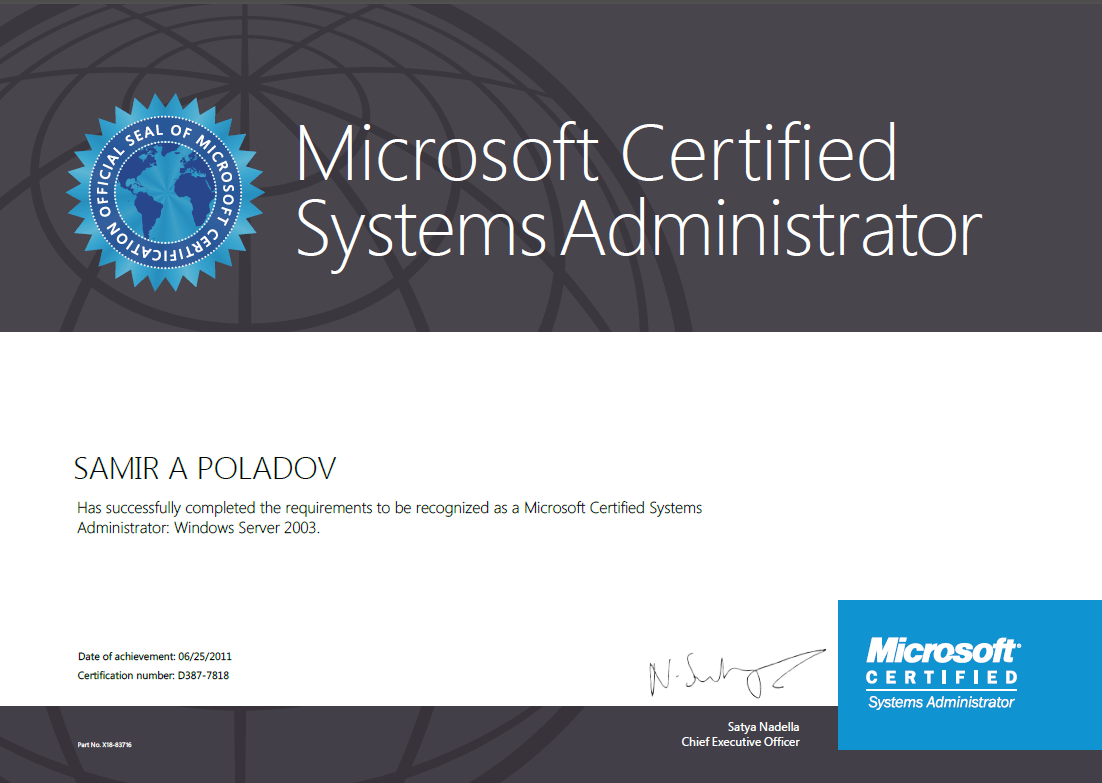 OFFICIAL SEAL OF MICROSOFT CERTIFICATION
Microsoft Certified
Systems Administrator
SAMIR A POLADOV
Has successfully completed the requirements to be recognized as a Microsoft Certified Systems
Administrator: Windows Server 2003.
Date of achievement: 06/25/2011
Certification number: D387-7818
Part No. X18-83716
Satya Nadella
Chief Executive Officer
Microsoft
CERTIFIED
Systems Administrator